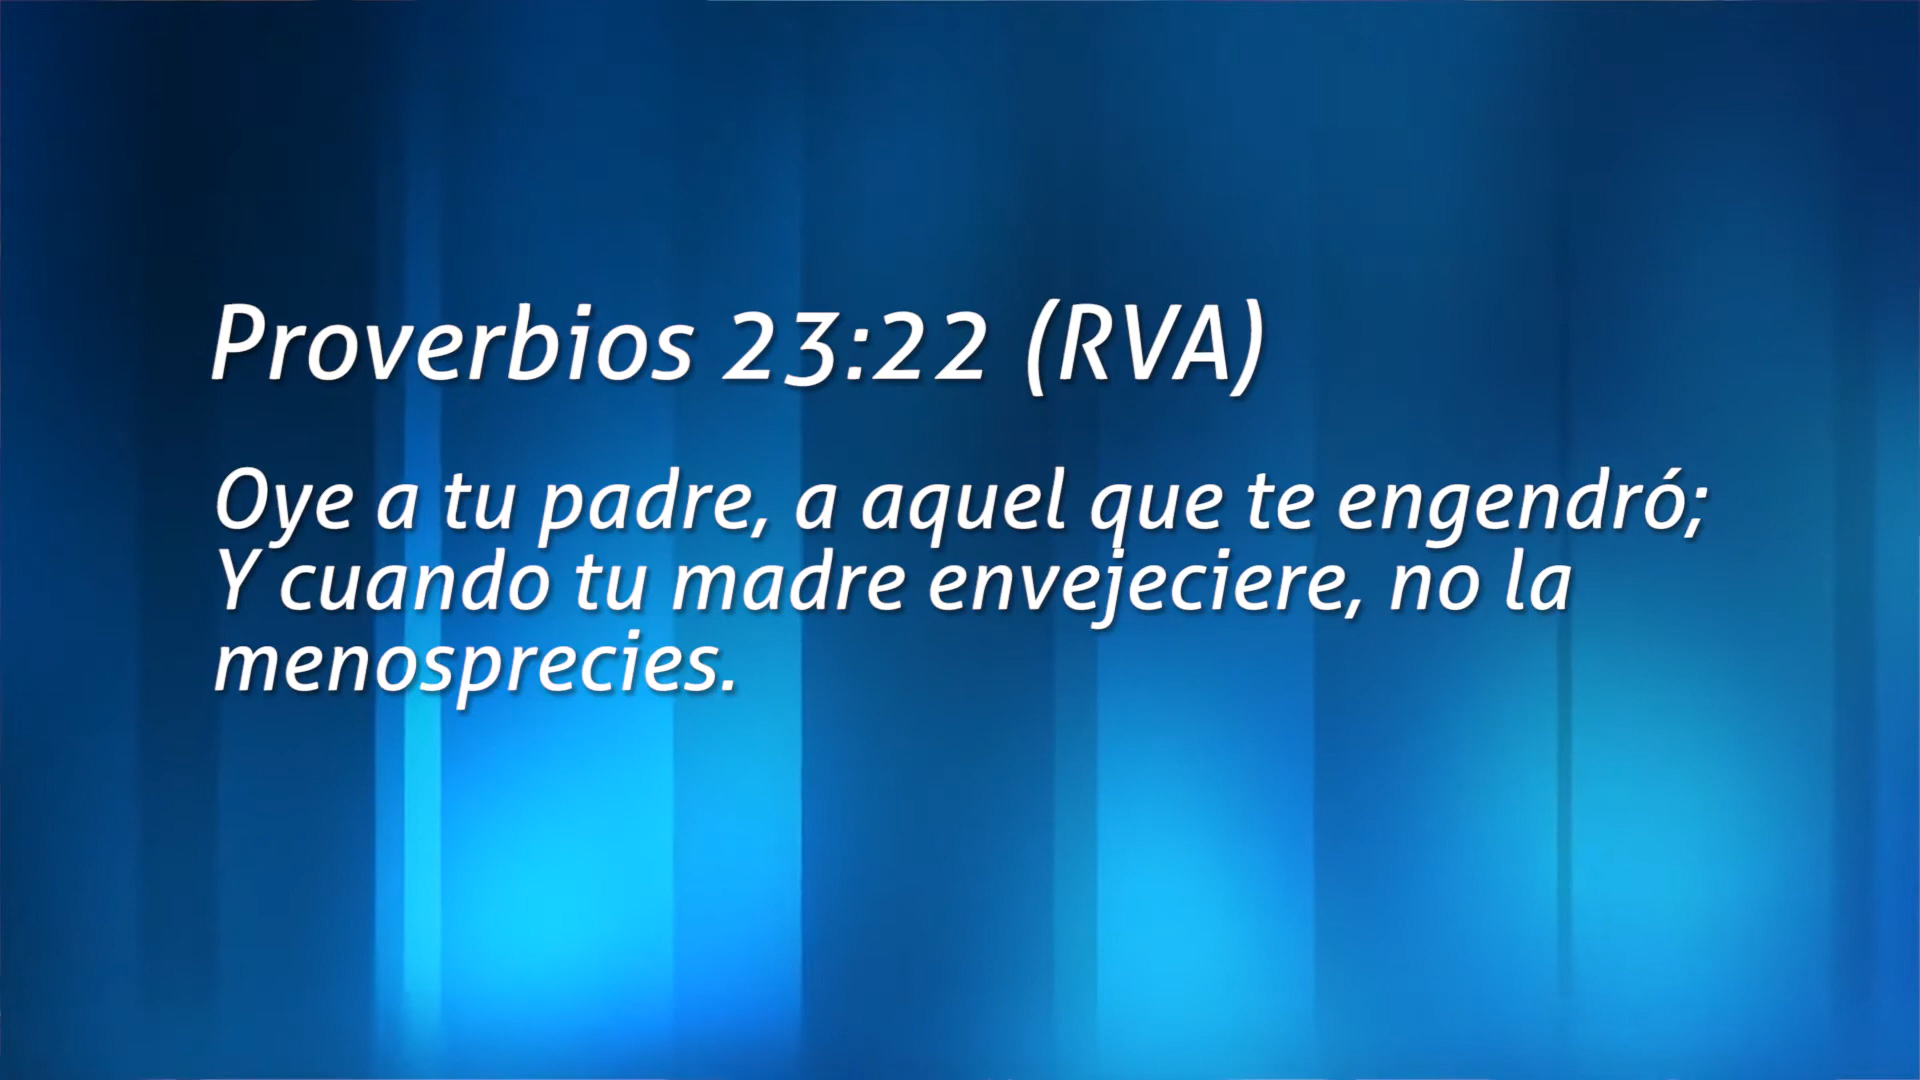 Proverbios 23:22 (RVA)
Oye a tu padre, a aquel que te engendró;
Y cuando tu madre envejeciere, no la
menosprecies.